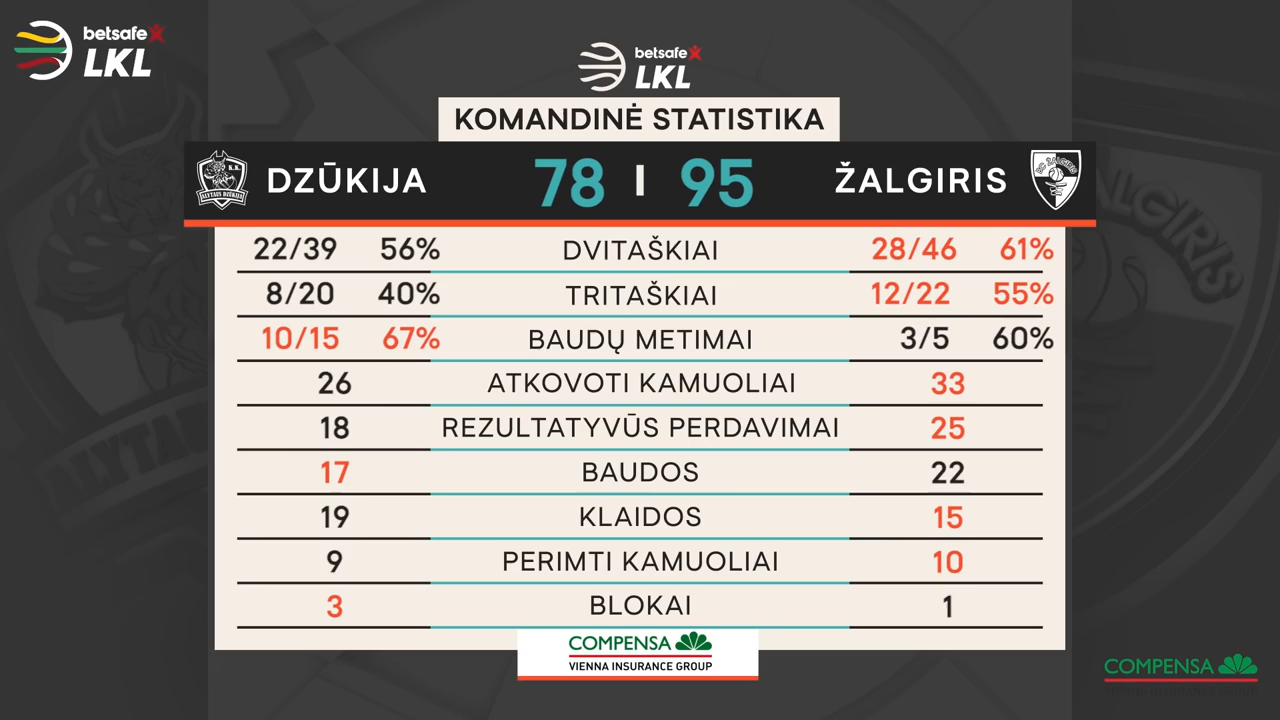 betsafe
LKL
betsafe
LKL
KOMANDINĖ STATISTIKA
DZŪKIJA 78 | 95 ŽALGIRIS
22/39 56% DVITAŠKIAI 28/46 61%
8/20 40% TRITAŠKIAI 12/22 55%
10/15 67% BAUDŲ METIMAI 3/5 60%
26 ATKOVOTI KAMUOLIAI 33
18 REZULTATYVŪS PERDAVIMAI 25
17 BAUDOS 22
19 KLAIDOS 15
9 PERIMTI KAMUOLIAI 10
3 BLOKAI 1
COMPENSA
VIENNA INSURANCE GROUP
COMPENSA
VIENNA INSURANCE GROUP